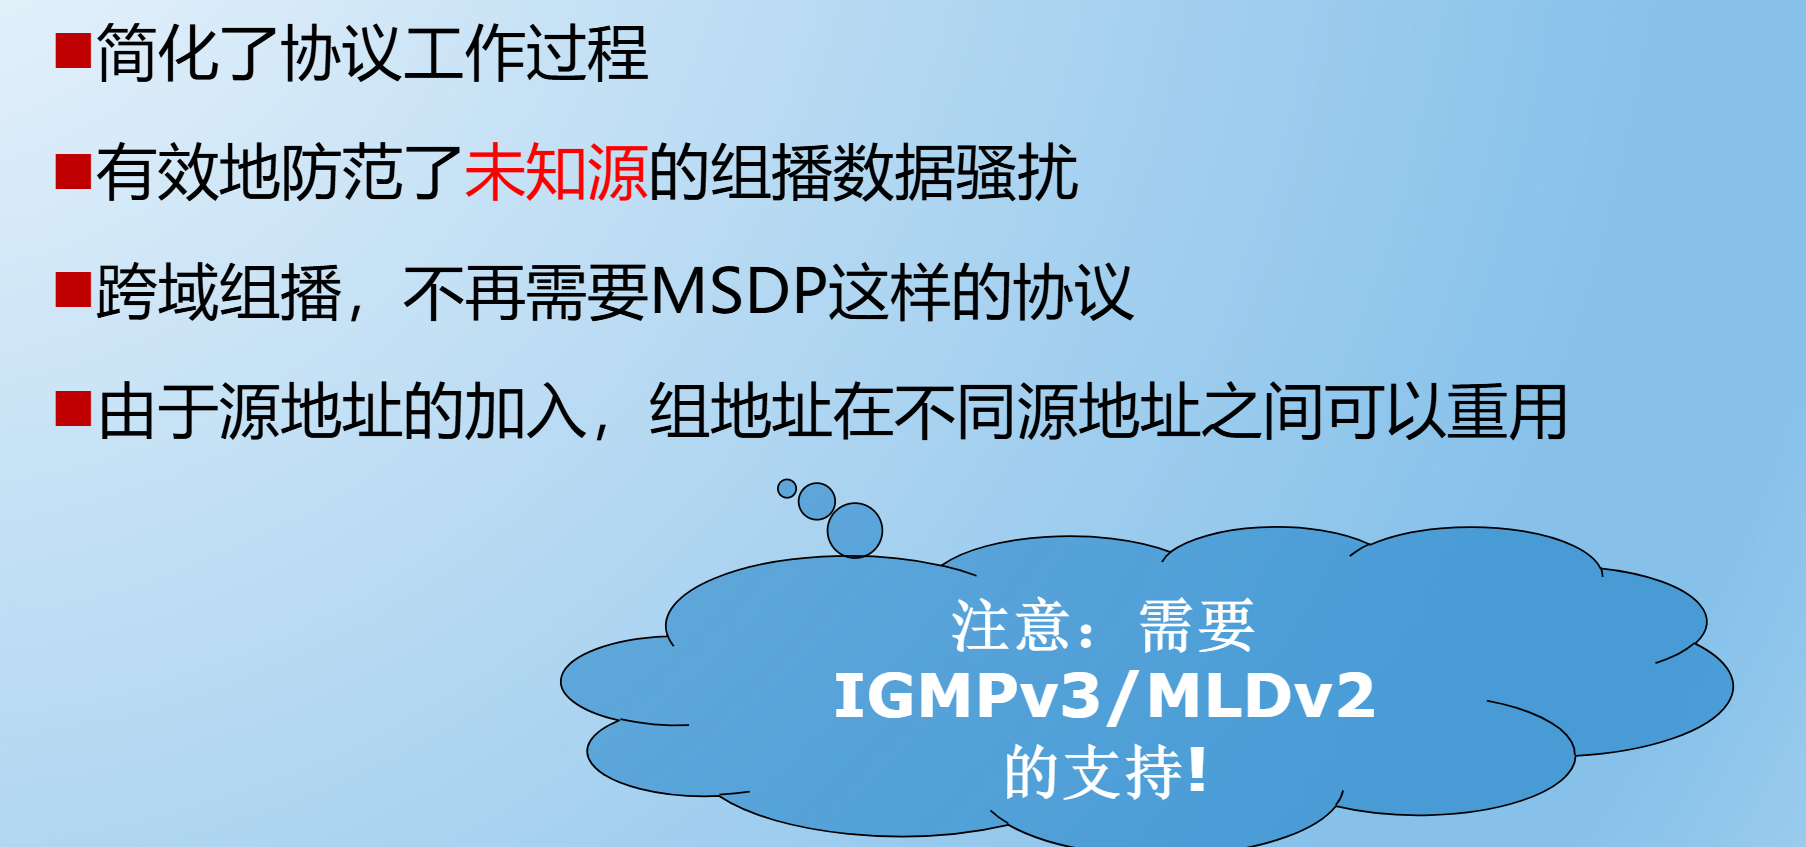 简化了协议工作过程
有效地防范了未知源的组播数据骚扰
跨域组播，不再需要MSDP这样的协议
由于源地址的加入，组地址在不同源地址之间可以重用
注意：需要
IGMPv3/MLDv2
的支持!